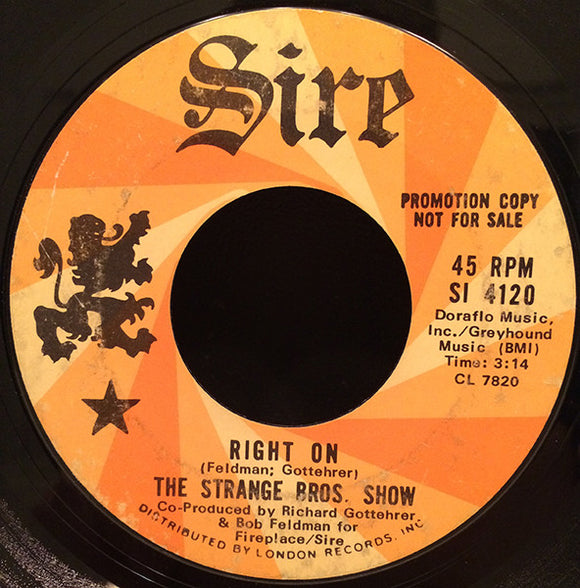 Sire
PROMOTION COPY
NOT FOR SALE
45 RPM
SI 4120
Doraflo Music,
Inc./Greyhound
Music (BMI)
Time: 3:14
CL 7820
RIGHT ON
(Feldman; Gottehrer)
THE STRANGE BROS. SHOW
Co-Produced by Richard Gottehrer
& Bob Feldman for
Fireplace/Sire
DISTRIBUTED BY LONDON RECORDS, INC